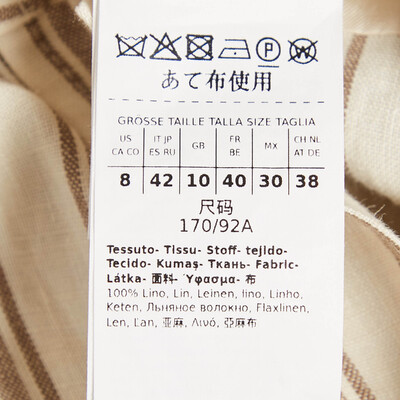 あて布使用
GRÖSSE TAILLE TALLA SIZE TAGLIA
US CA CO IT JP ES RU GB FR BE MX CH NL AT DE
8 42 10 40 30 38
尺码
170/92A
Tessuto- Tissu- Stoff- tejido-
Tecido- Kumaş- Ткань- Fabric-
Látka- 面料- Ύφασμα- 布
100% Lino, Lin, Leinen, lino, Linho,
Keten, Льняное волокно, Flaxlinen,
Len, Ľan, 亚麻, Λινό, 亞麻布